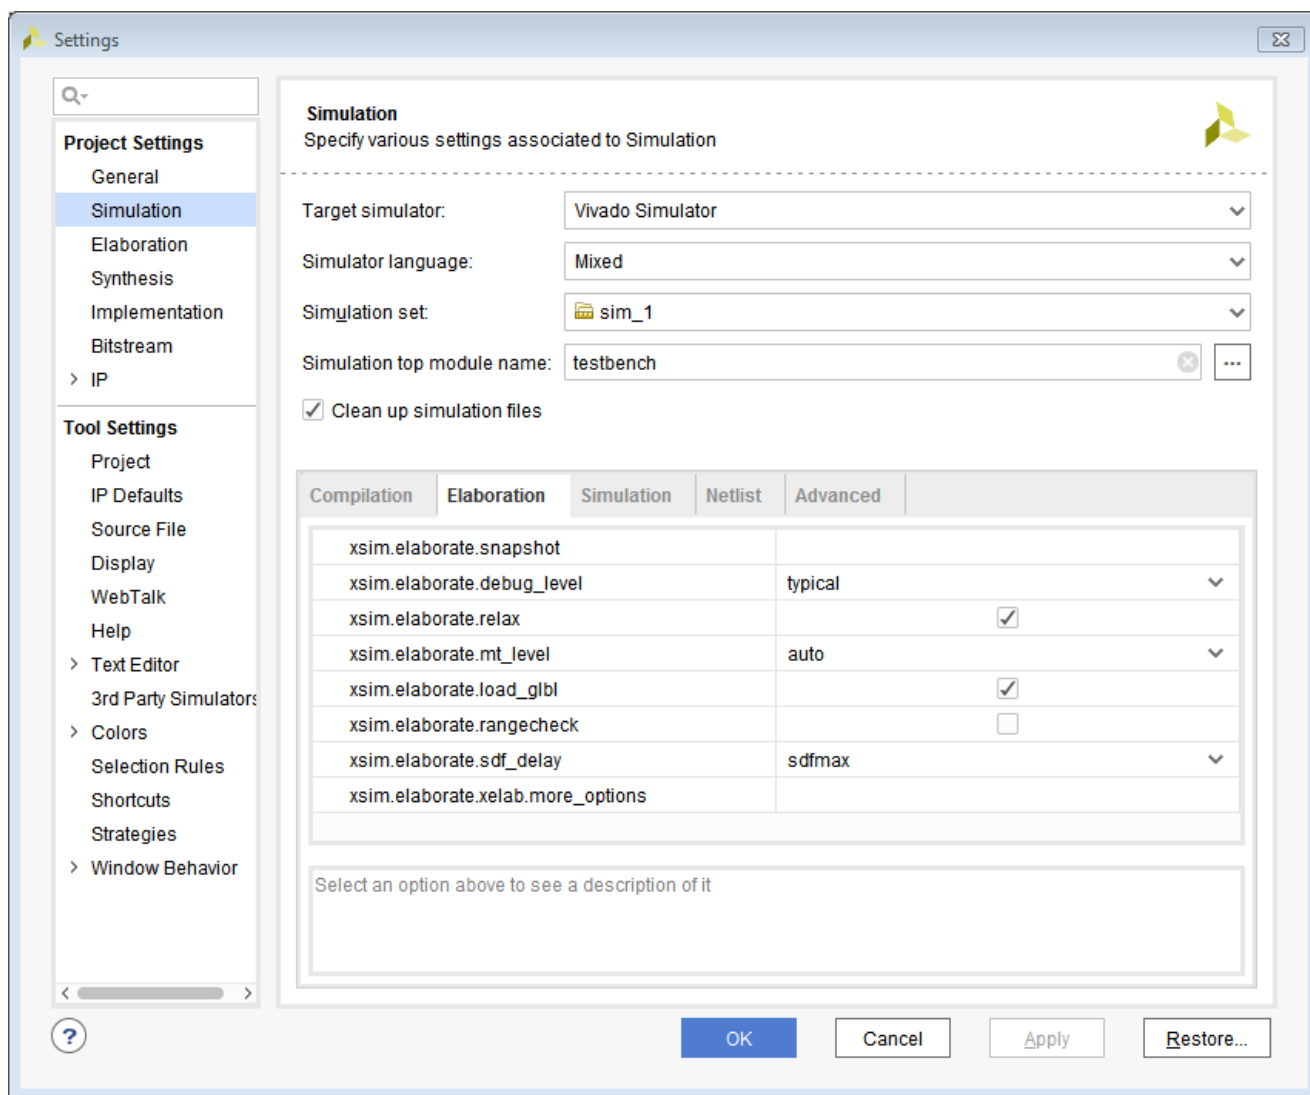 Settings
Project Settings
General
Simulation
Elaboration
Synthesis
Implementation
Bitstream
IP
Tool Settings
Project
IP Defaults
Source File
Display
WebTalk
Help
Text Editor
3rd Party Simulators
Colors
Selection Rules
Shortcuts
Strategies
Window Behavior
Simulation
Specify various settings associated to Simulation
Target simulator: Vivado Simulator
Simulator language: Mixed
Simulation set: sim_1
Simulation top module name: testbench ...
Clean up simulation files
Compilation Elaboration Simulation Netlist Advanced
xsim.elaborate.snapshot
xsim.elaborate.debug_level typical
xsim.elaborate.relax
xsim.elaborate.mt_level auto
xsim.elaborate.load_glbl
xsim.elaborate.rangecheck
xsim.elaborate.sdf_delay sdfmax
xsim.elaborate.xelab.more_options
Select an option above to see a description of it
? OK Cancel Apply Restore...